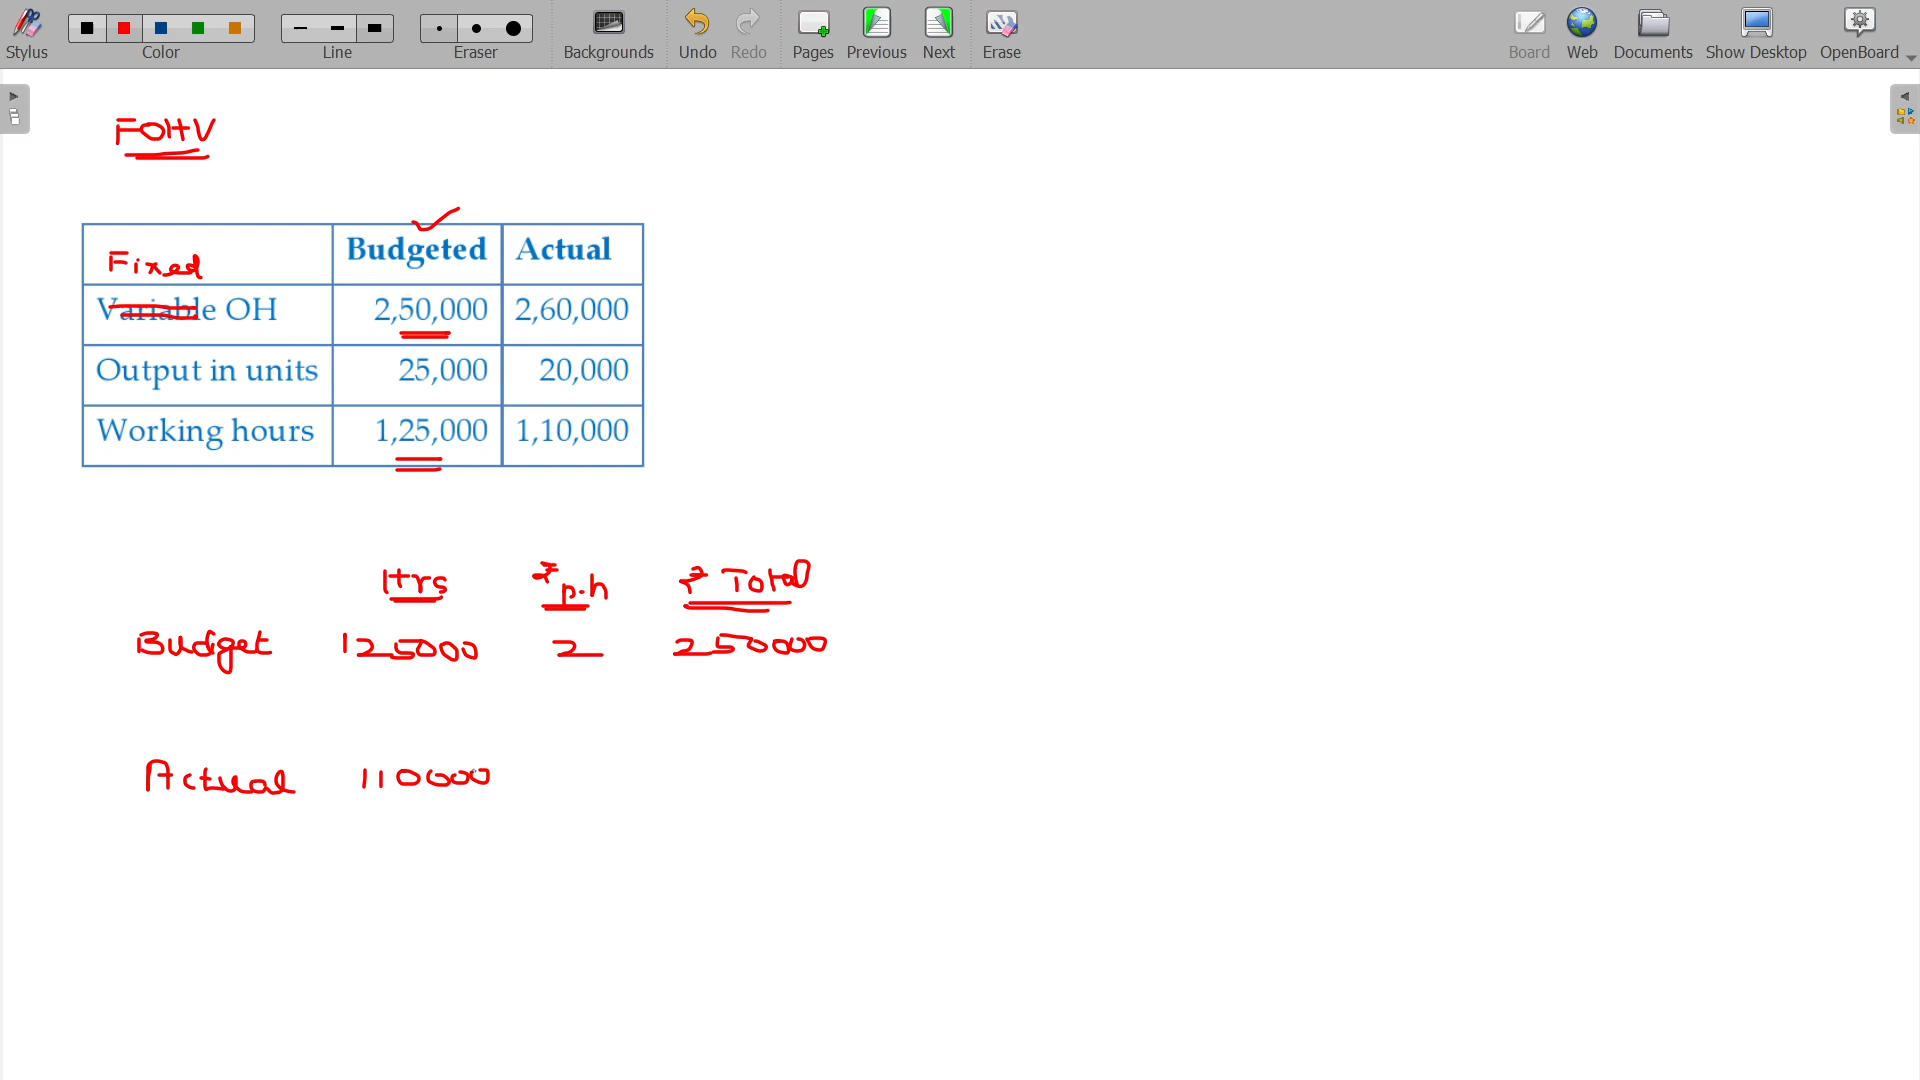 Stylus Color Line Eraser Backgrounds Undo Redo Pages Previous Next Erase Board Web Documents Show Desktop OpenBoard
FOHV
Fixed Budgeted Actual
Variable OH 2,50,000 2,60,000
Output in units 25,000 20,000
Working hours 1,25,000 1,10,000
Hrs ₹ p.h ₹ Total
Budget 125000 2 250000
Actual 110000